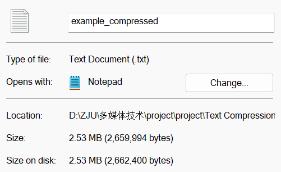 example_compressed
Type of file: Text Document (.txt)
Opens with: Notepad Change...
Location: D:\ZJU\多媒体技术\project\project\Text Compression
Size: 2.53 MB (2,659,994 bytes)
Size on disk: 2.53 MB (2,662,400 bytes)